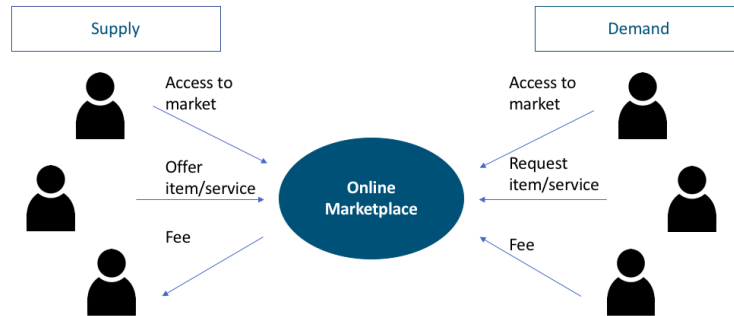 Supply
Demand
Access to
market
Access to
market
Offer
item/service
Online
Marketplace
Request
item/service
Fee
Fee